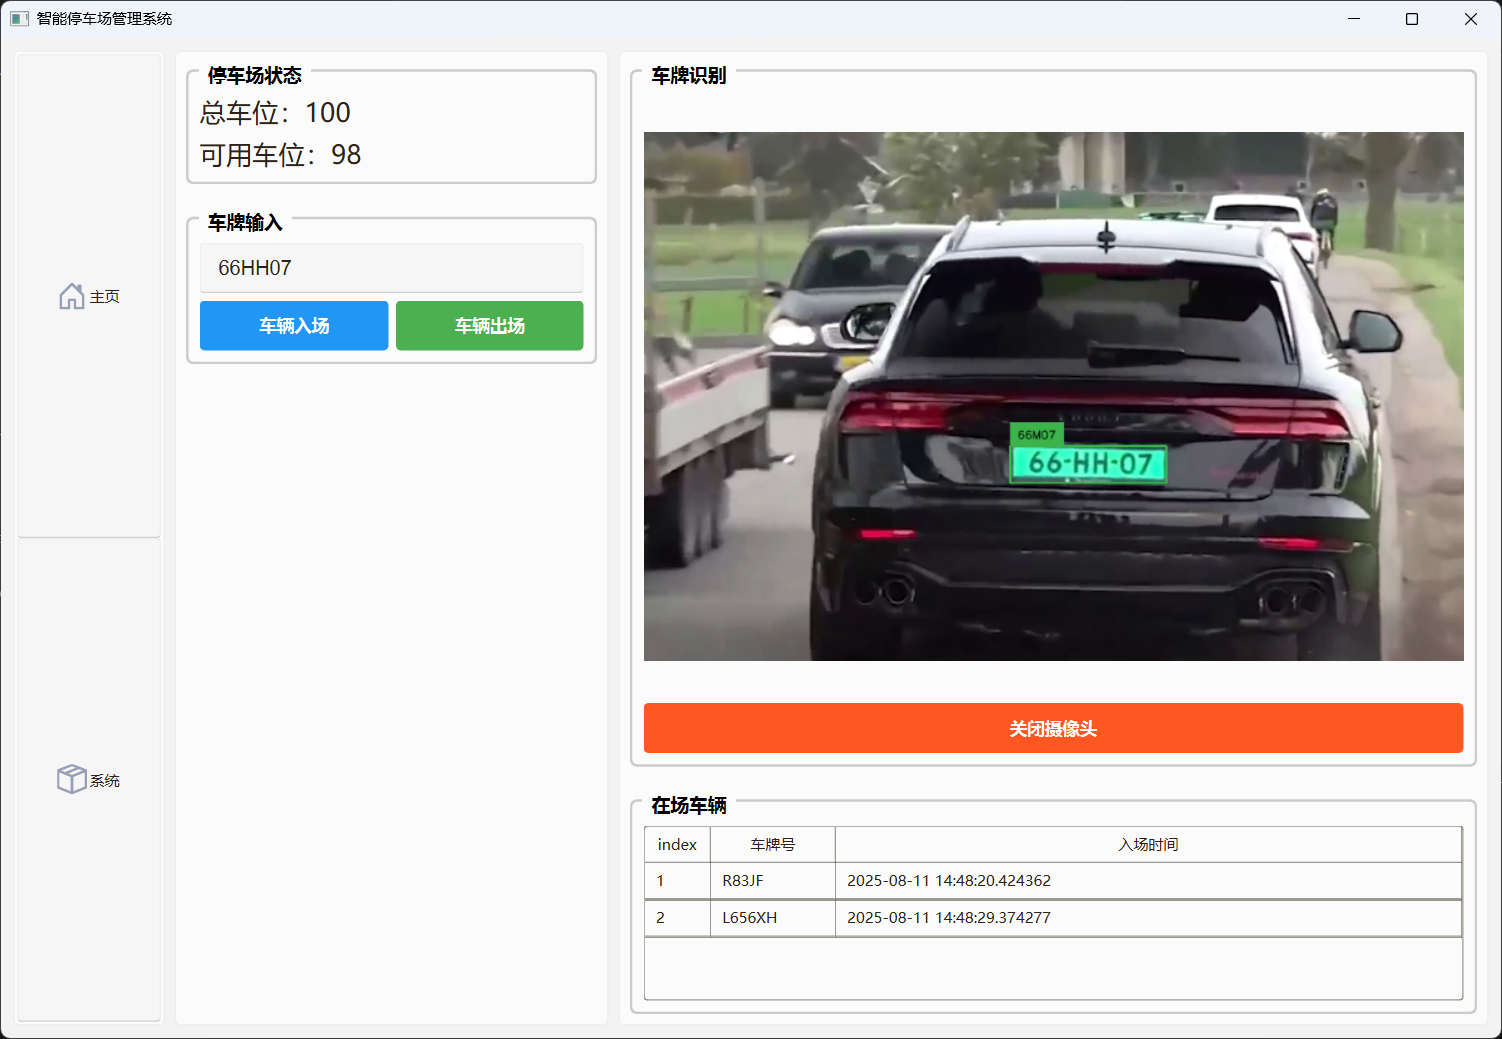 智能停车场管理系统
主页
系统
停车场状态
总车位：100
可用车位：98
车牌输入
66HH07
车辆入场
车辆出场
车牌识别
66M07
66-HH-07
关闭摄像头
在场车辆
index 车牌号 入场时间
1 R83JF 2025-08-11 14:48:20.424362
2 L656XH 2025-08-11 14:48:29.374277